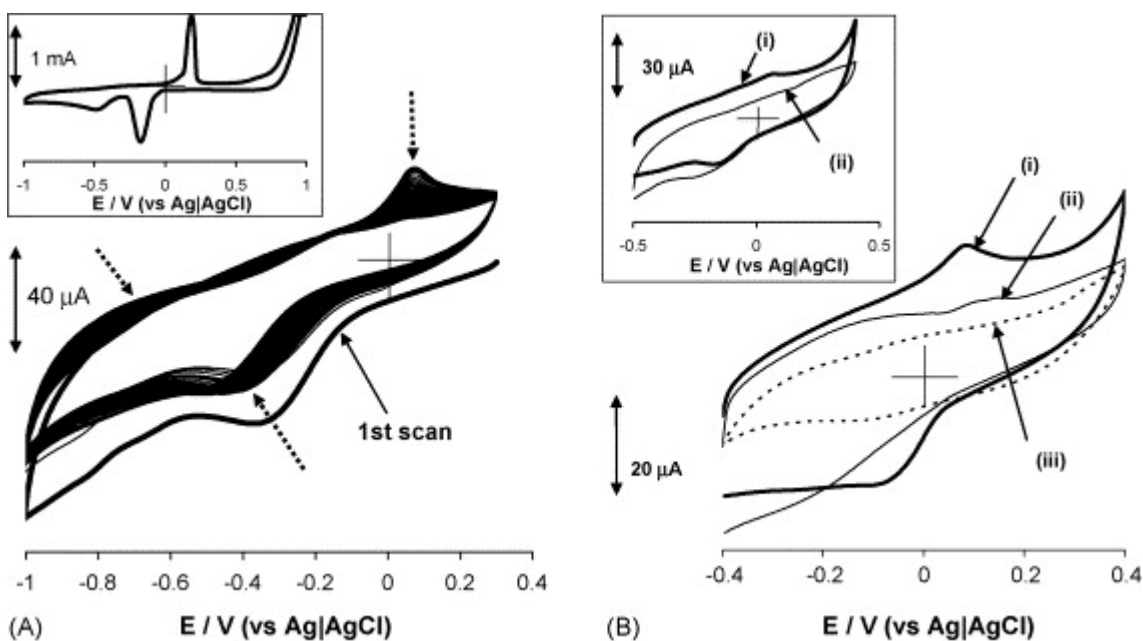 1 mA
-1 -0.5 0 0.5 1
E / V (vs Ag|AgCl)
40 µA
1st scan
-1 -0.8 -0.6 -0.4 -0.2 0 0.2 0.4
(A) E / V (vs Ag|AgCl)
30 µA
(i)
(ii)
-0.5 0 0.5
E / V (vs Ag|AgCl)
(i)
(ii)
(iii)
20 µA
-0.4 -0.2 0 0.2 0.4
(B) E / V (vs Ag|AgCl)